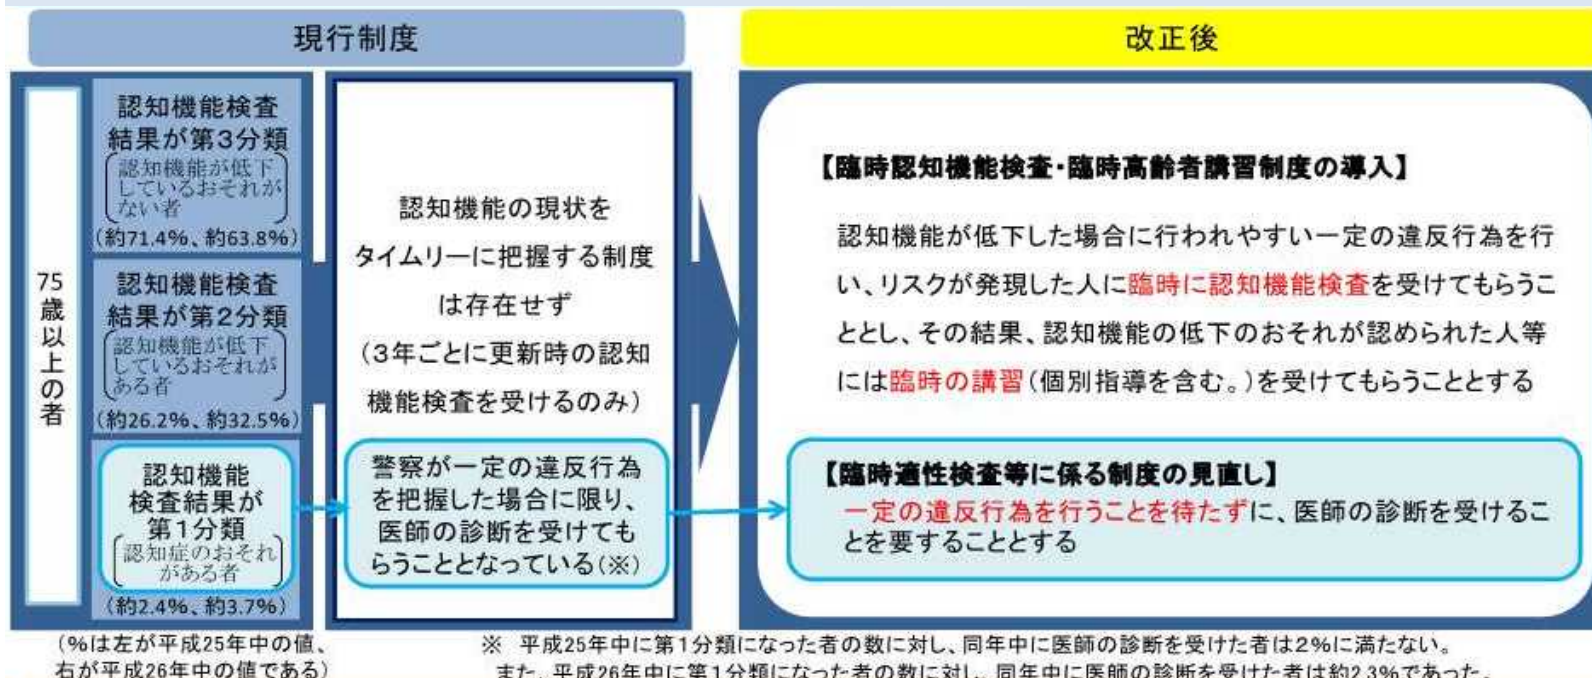 現行制度
改正後
75歳以上の者
認知機能検査
結果が第3分類
認知機能が低下
しているおそれが
ない者
(約71.4%、約63.8%)
認知機能検査
結果が第2分類
認知機能が低下
しているおそれが
ある者
(約26.2%、約32.5%)
認知機能
検査結果が
第1分類
認知症のおそれ
がある者
(約2.4%、約3.7%)
認知機能の現状を
タイムリーに把握する制度
は存在せず
(3年ごとに更新時の認知
機能検査を受けるのみ)
警察が一定の違反行為
を把握した場合に限り、
医師の診断を受けても
らうこととなっている(※)
【臨時認知機能検査・臨時高齢者講習制度の導入】
認知機能が低下した場合に行われやすい一定の違反行為を行
い、リスクが発現した人に臨時に認知機能検査を受けてもらうこ
ととし、その結果、認知機能の低下のおそれが認められた人等
には臨時の講習(個別指導を含む。)を受けてもらうこととする
【臨時適性検査等に係る制度の見直し】
一定の違反行為を行うことを待たずに、医師の診断を受けるこ
とを要することとする
(%は左が平成25年中の値、
右が平成26年中の値である)
※ 平成25年中に第1分類になった者の数に対し、同年中に医師の診断を受けた者は2%に満たない。
また、平成26年中に第1分類になった者の数に対し、同年中に医師の診断を受けた者は約2.3%であった。